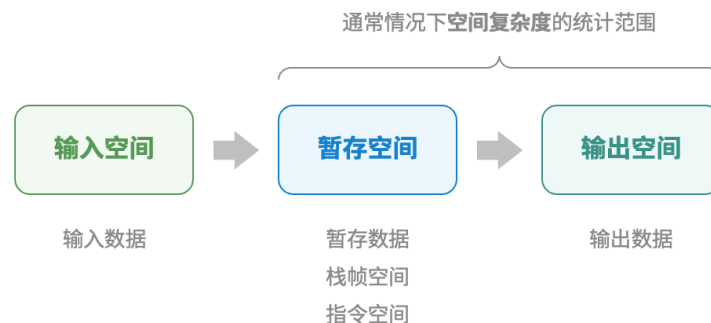 通常情况下空间复杂度的统计范围
输入空间
暂存空间
输出空间
输入数据
暂存数据
输出数据
栈帧空间
指令空间